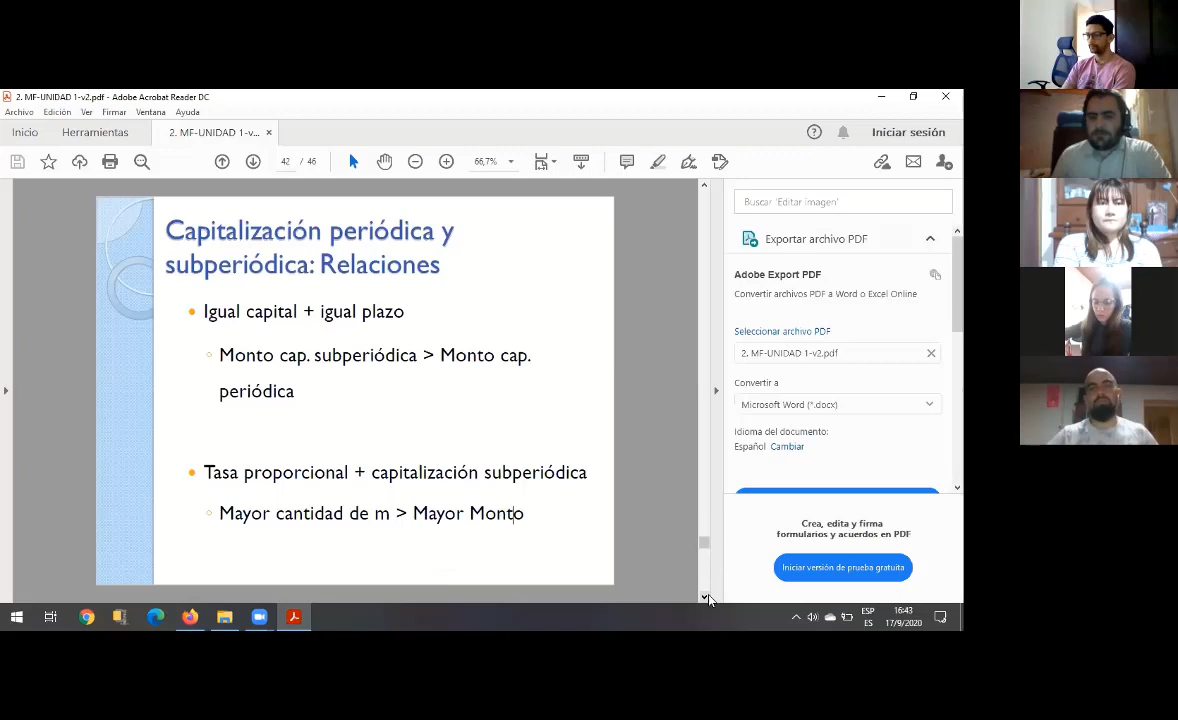 2. MF-UNIDAD 1-v2.pdf - Adobe Acrobat Reader DC
Archivo Edición Ver Firmar Ventana Ayuda
Inicio Herramientas 2. MF-UNIDAD 1-v... Iniciar sesión
42 / 46 66,7%
Capitalización periódica y
subperiódica: Relaciones
Igual capital + igual plazo
Monto cap. subperiódica > Monto cap.
periódica
Tasa proporcional + capitalización subperiódica
Mayor cantidad de m > Mayor Monto
Buscar 'Editar imagen'
Exportar archivo PDF
Adobe Export PDF
Convertir archivos PDF a Word o Excel Online
Seleccionar archivo PDF
2. MF-UNIDAD 1-v2.pdf
Convertir a
Microsoft Word (*.docx)
Idioma del documento:
Español Cambiar
Crea, edita y firma
formularios y acuerdos en PDF
Iniciar versión de prueba gratuita
ESP
ES
16:43
17/9/2020